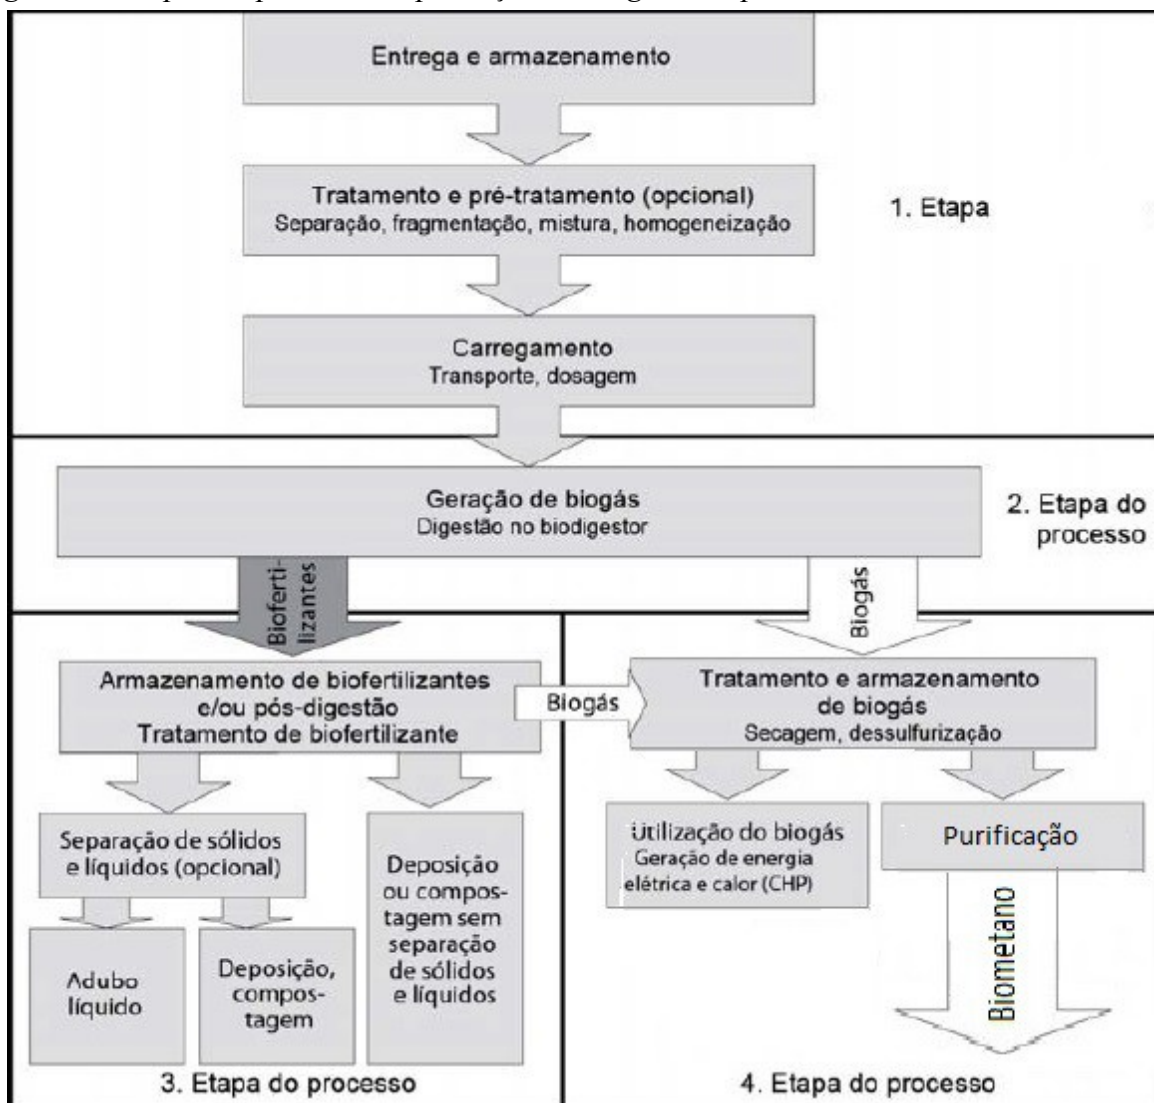 Entrega e armazenamento
Tratamento e pré-tratamento (opcional)
Separação, fragmentação, mistura, homogeneização
1. Etapa
Carregamento
Transporte, dosagem
Geração de biogás
Digestão no biodigestor
2. Etapa do
processo
Bioferti-
lizantes
Biogás
Armazenamento de biofertilizantes
e/ou pós-digestão
Tratamento de biofertilizante
Biogás
Tratamento e armazenamento
de biogás
Secagem, dessulfurização
Separação de sólidos
e líquidos (opcional)
Deposição
ou compos-
tagem sem
separação
de sólidos
e líquidos
Utilização do biogás
Geração de energia
elétrica e calor (CHP)
Purificação
Adubo
líquido
Deposição,
compos-
tagem
Biometano
3. Etapa do processo
4. Etapa do processo